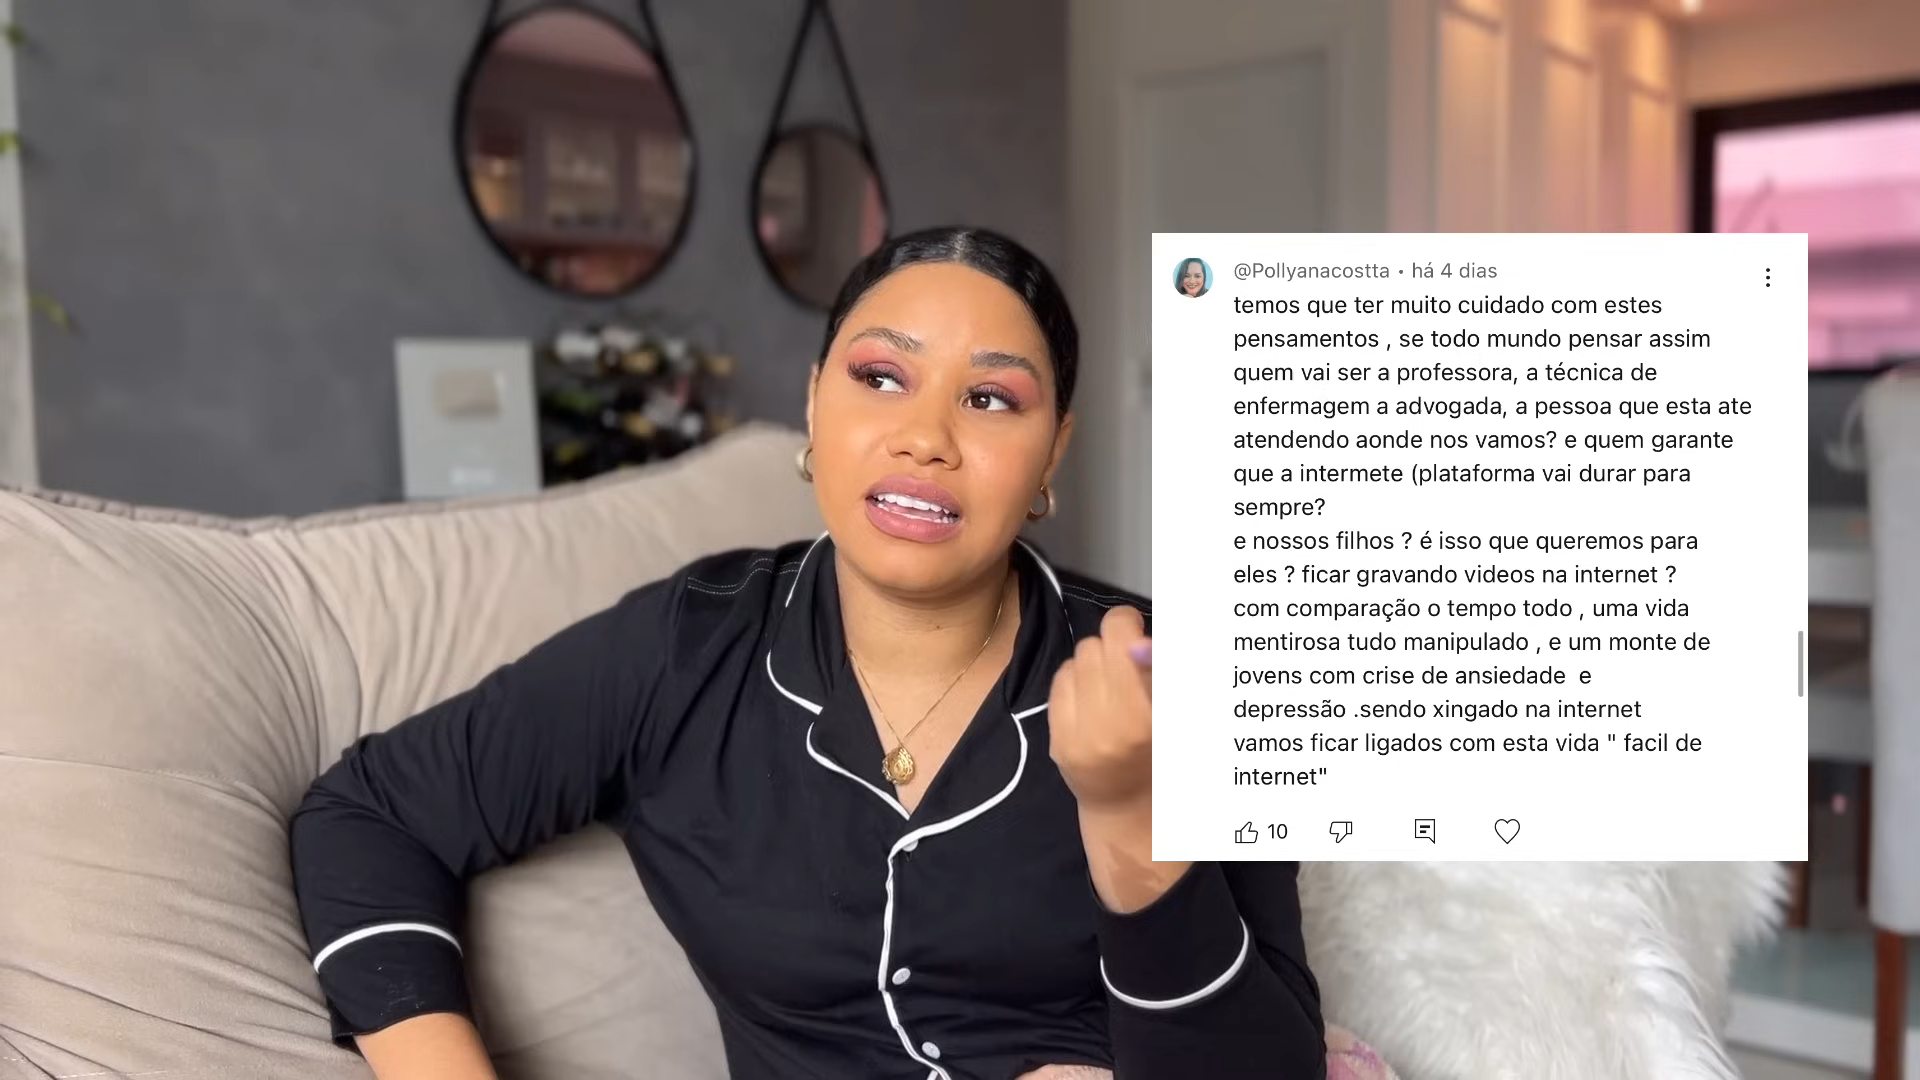 @Pollyanacostta • há 4 dias
temos que ter muito cuidado com estes
pensamentos , se todo mundo pensar assim
quem vai ser a professora, a técnica de
enfermagem a advogada, a pessoa que esta ate
atendendo aonde nos vamos? e quem garante
que a intermete (plataforma vai durar para
sempre?
e nossos filhos ? é isso que queremos para
eles ? ficar gravando videos na internet ?
com comparação o tempo todo , uma vida
mentirosa tudo manipulado , e um monte de
jovens com crise de ansiedade  e
depressão .sendo xingado na internet
vamos ficar ligados com esta vida " facil de
internet"
10